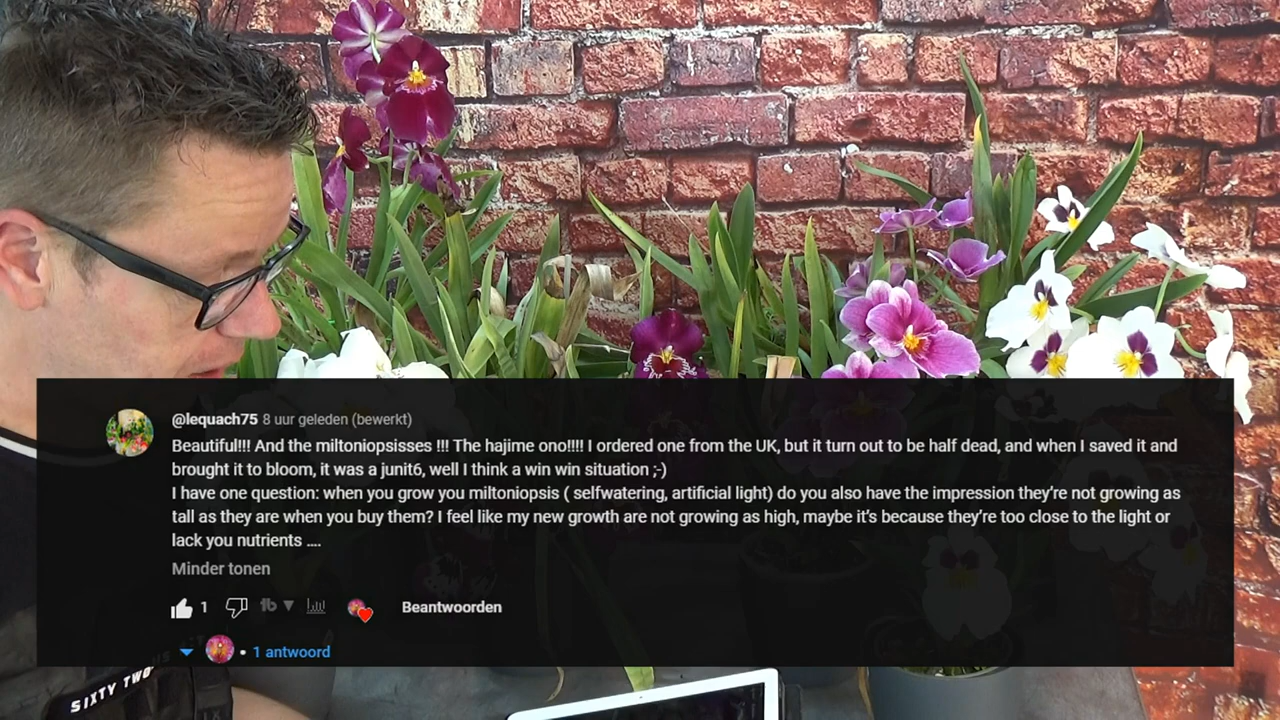 @lequach75 8 uur geleden (bewerkt)
Beautiful!!! And the miltoniopsisses !!! The hajime ono!!!! I ordered one from the UK, but it turn out to be half dead, and when I saved it and
brought it to bloom, it was a junit6, well I think a win win situation ;-)
I have one question: when you grow you miltoniopsis ( selfwatering, artificial light) do you also have the impression they're not growing as
tall as they are when you buy them? I feel like my new growth are not growing as high, maybe it's because they're too close to the light or
lack you nutrients ....
Minder tonen
1
Beantwoorden
• 1 antwoord
SIXTY TWO